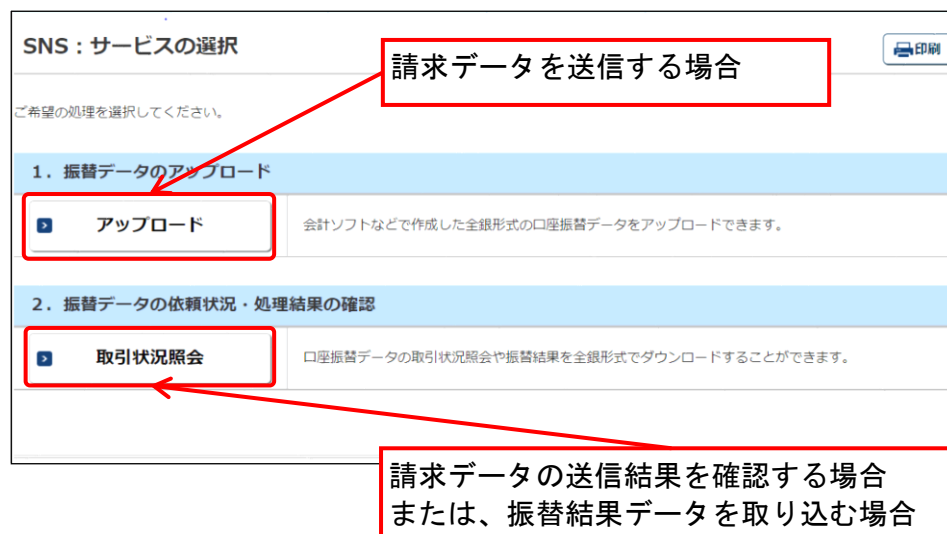 SNS：サービスの選択
請求データを送信する場合
印刷
ご希望の処理を選択してください。
1．振替データのアップロード
アップロード
会計ソフトなどで作成した全銀形式の口座振替データをアップロードできます。
2．振替データの依頼状況・処理結果の確認
取引状況照会
口座振替データの取引状況照会や振替結果を全銀形式でダウンロードすることができます。
請求データの送信結果を確認する場合
または、振替結果データを取り込む場合